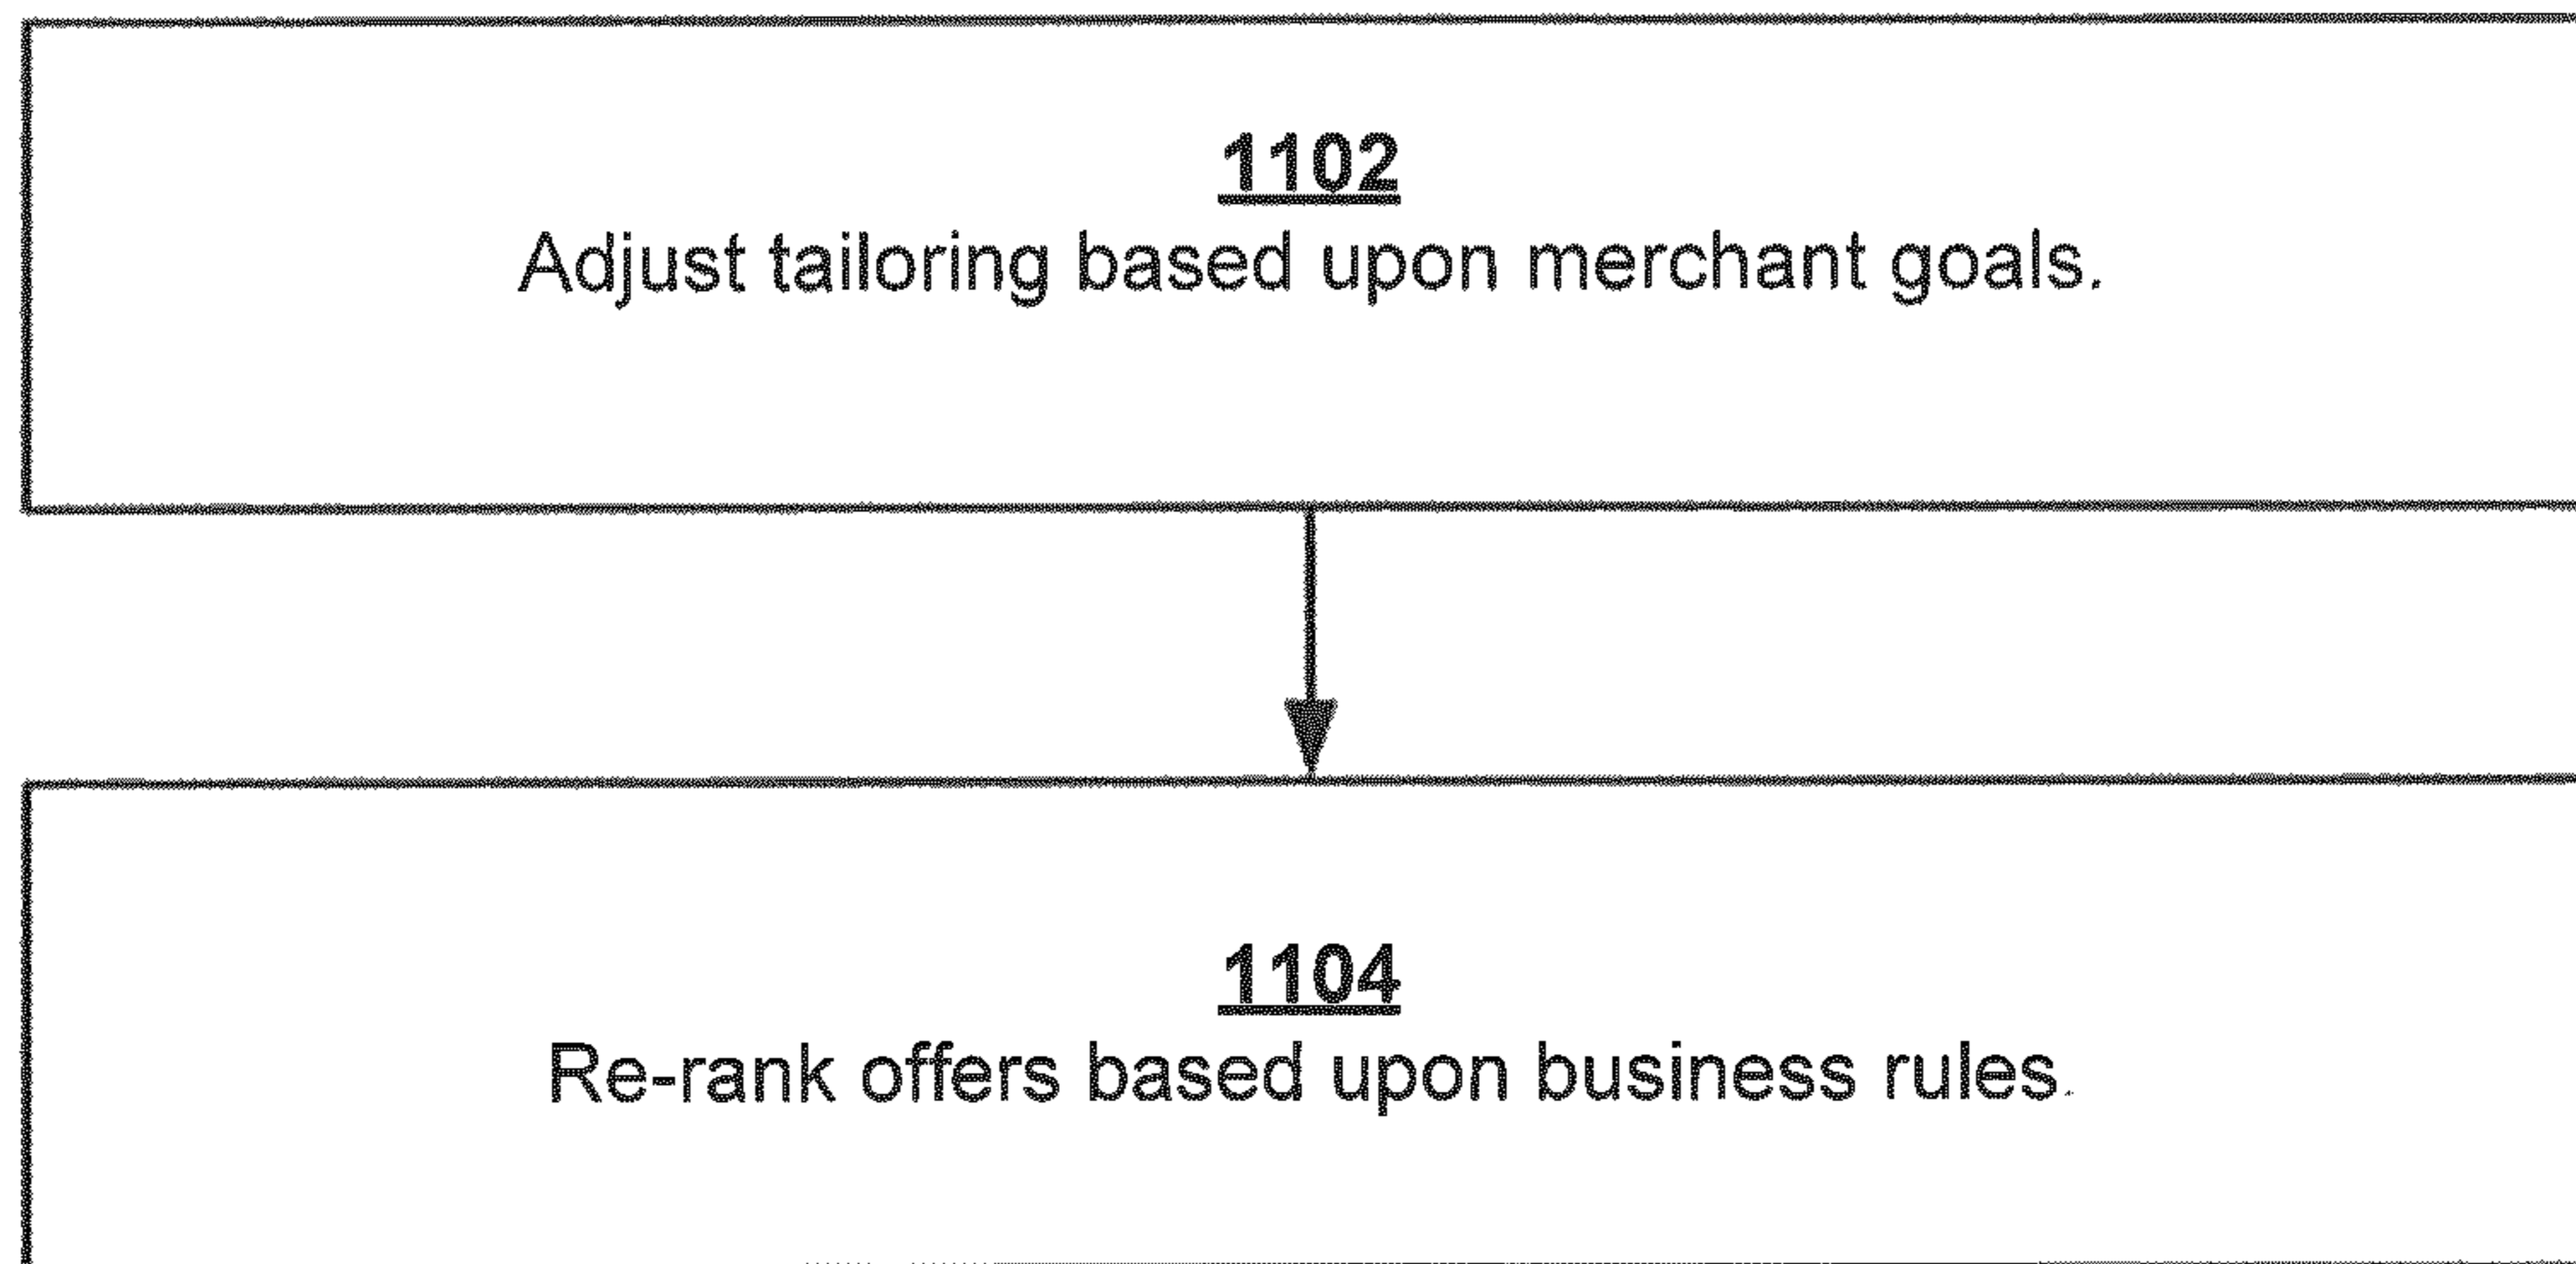 1102
Adjust tailoring based upon merchant goals.
1104
Re-rank offers based upon business rules.